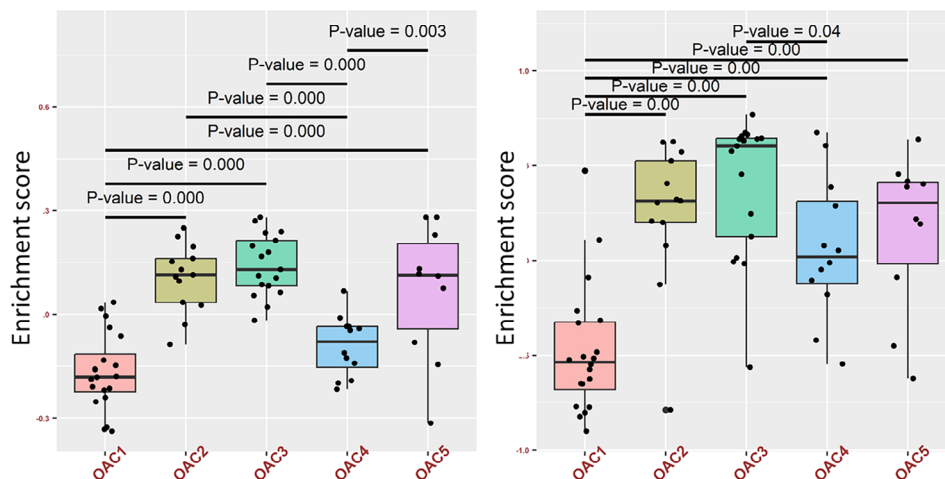 P-value = 0.003
P-value = 0.000
P-value = 0.000
P-value = 0.000
P-value = 0.000
P-value = 0.000
Enrichment score
0.6
.3
.0
-0.3
OAC1 OAC2 OAC3 OAC4 OAC5
P-value = 0.04
P-value = 0.00
P-value = 0.00
P-value = 0.00
P-value = 0.00
Enrichment score
1.0
.5
.0
.5
-1.0
OAC1 OAC2 OAC3 OAC4 OAC5